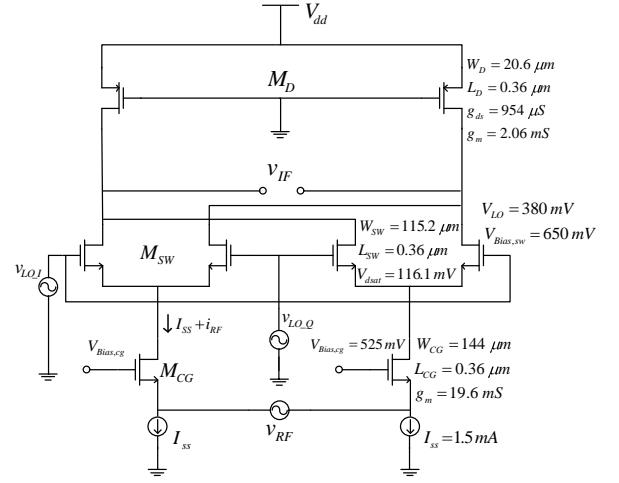 V_dd
M_D
W_D = 20.6 μm
L_D = 0.36 μm
g_ds = 954 μS
g_m = 2.06 mS
v_IF
V_LO = 380 mV
V_Bias,sw = 650 mV
W_SW = 115.2 μm
L_SW = 0.36 μm
V_dsat = 116.1 mV
M_SW
v_LO_I
I_SS + i_RF
v_LO_Q
V_Bias,cg
V_Bias,cg = 525 mV
W_CG = 144 μm
L_CG = 0.36 μm
g_m = 19.6 mS
M_CG
v_RF
I_ss
I_ss = 1.5 mA